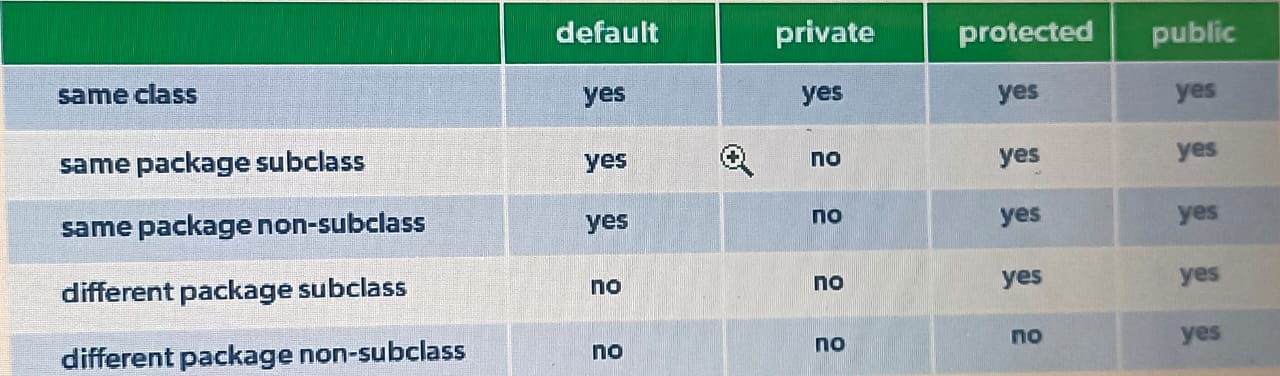 default private protected public
same class yes yes yes yes
same package subclass yes no yes yes
same package non-subclass yes no yes yes
different package subclass no no yes yes
different package non-subclass no no no yes